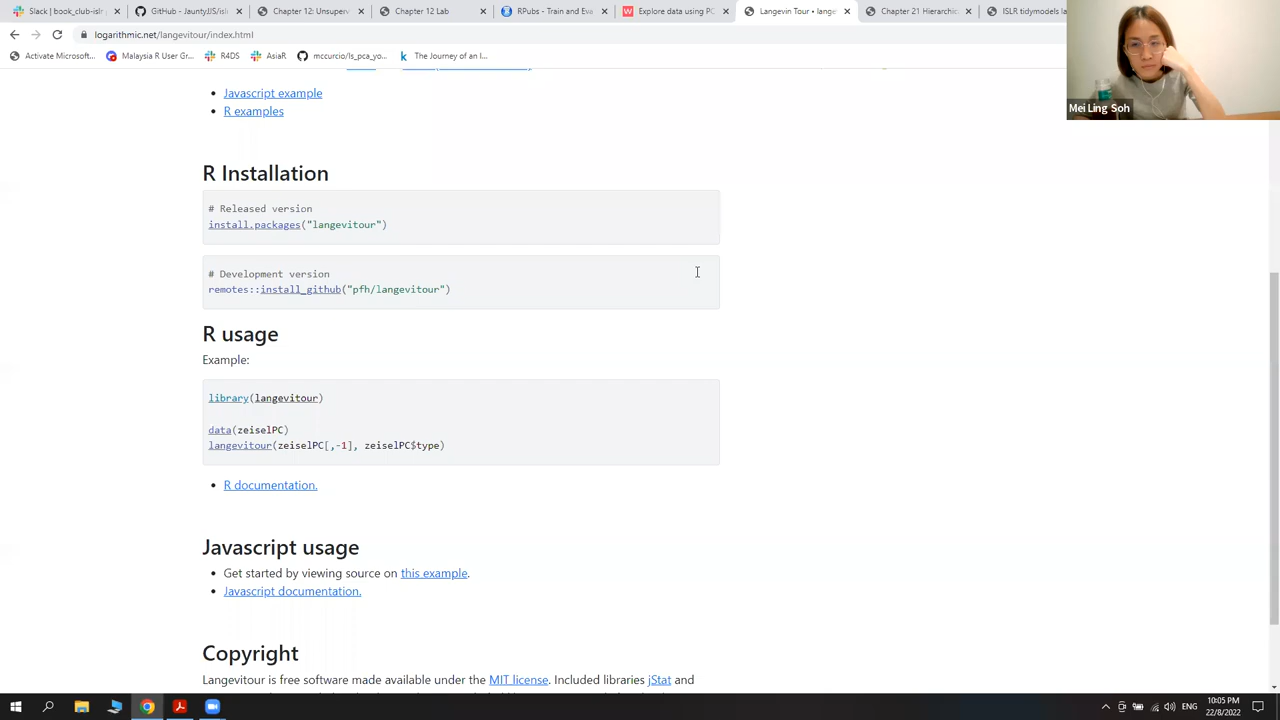 Slack | book_club-islr
GitHub - JauntyJS/isl
Chapter 12: Unsuperv
Chapter 12 Lab
RPubs - Train and Eva
Explore data using PC
Langevin Tour • lange
Chapter 21 Hierarchic
ISLR tidymodels la
logarithmic.net/langevitour/index.html
Activate Microsoft...
Malaysia R User Gr...
R4DS
AsiaR
mccurcio/ls_pca_yo...
The Journey of an I...
Mei Ling Soh
Javascript example
R examples
R Installation
# Released version
install.packages("langevitour")
# Development version
remotes::install_github("pfh/langevitour")
R usage
Example:
library(langevitour)
data(zeiselPC)
langevitour(zeiselPC[,-1], zeiselPC$type)
R documentation.
Javascript usage
Get started by viewing source on this example.
Javascript documentation.
Copyright
Langevitour is free software made available under the MIT license. Included libraries jStat and
ENG
10:05 PM
22/8/2022